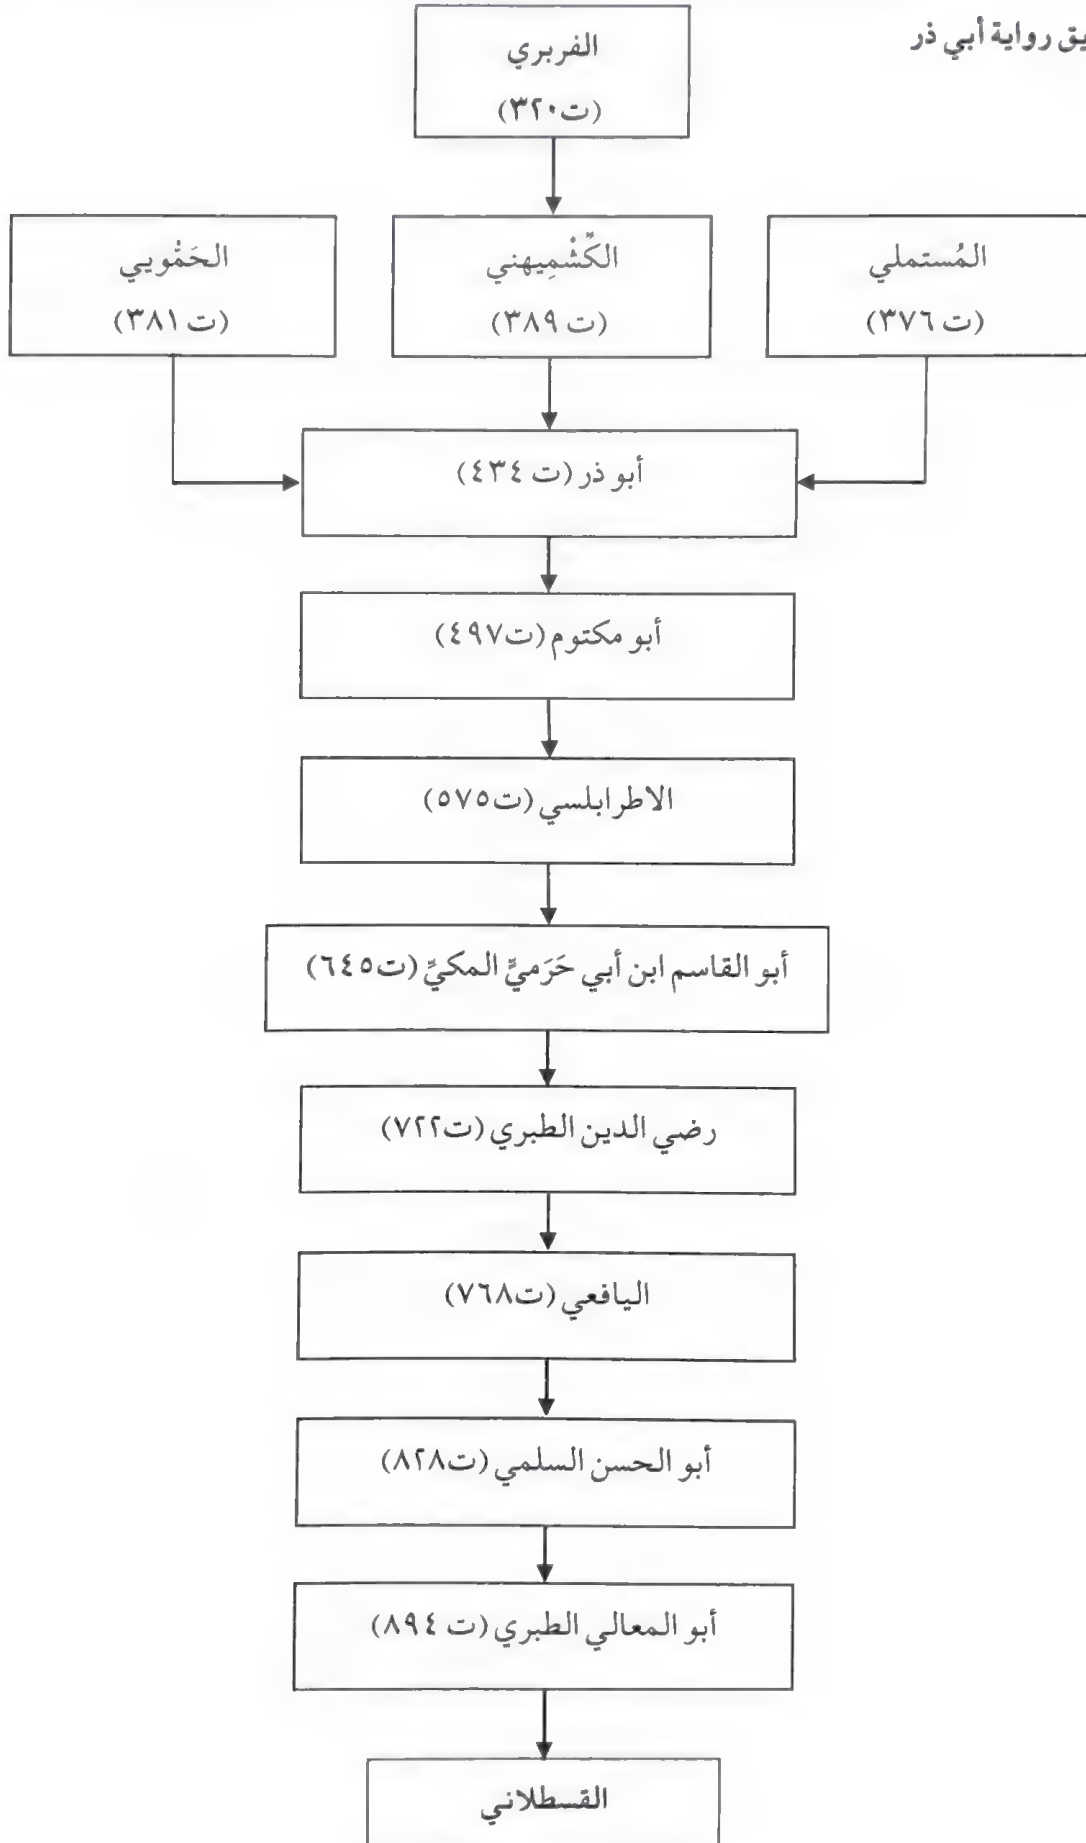 يق رواية أبي ذر
الفربري
(ت٣٢٠)
المُستملي
(ت ٣٧٦)
الكُِشْمِيهني
(ت ٣٨٩)
الحَمُّويي
(ت ٣٨١)
أبو ذر (ت ٤٣٤)
أبو مكتوم (ت٤٩٧)
الاطرابلسي (ت٥٧٥)
أبو القاسم ابن أبي حَرَميٍّ المكيِّ (ت٦٤٥)
رضي الدين الطبري (ت٧٢٢)
اليافعي (ت٧٦٨)
أبو الحسن السلمي (ت٨٢٨)
أبو المعالي الطبري (ت ٨٩٤)
القسطلاني